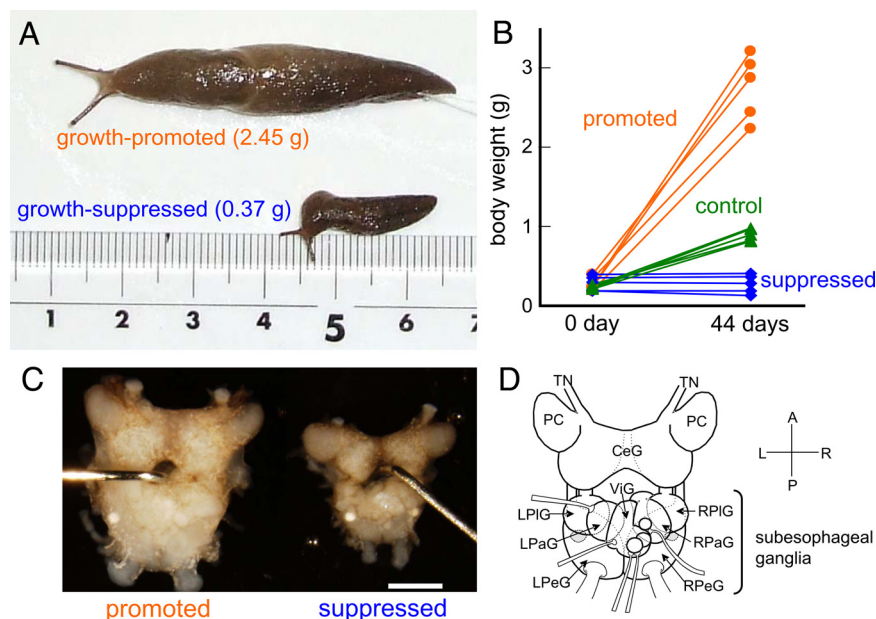 A
growth-promoted (2.45 g)
growth-suppressed (0.37 g)
1 2 3 4 5 6 7
B
body weight (g)
3
2
1
0
promoted
control
suppressed
0 day 44 days
C
promoted suppressed
D
TN TN
PC PC
CeG
ViG
LPlG RPlG
LPaG RPaG
LPeG RPeG
A
L R
P
subesophageal
ganglia